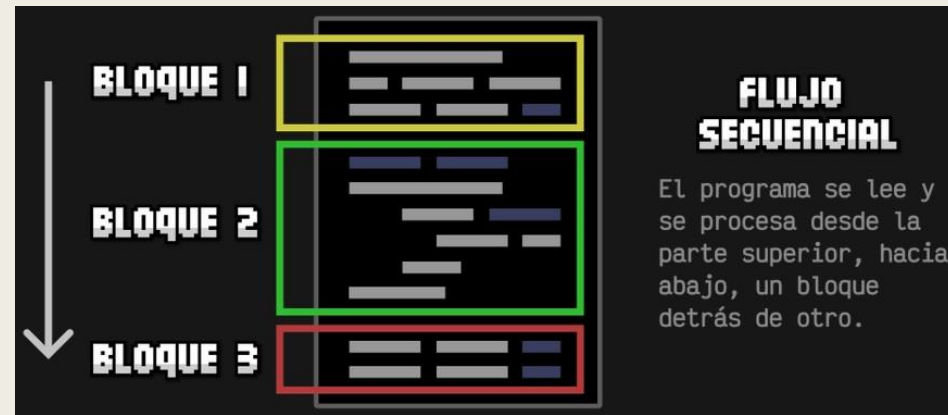 BLOQUE 1
BLOQUE 2
BLOQUE 3
FLUJO
SECUENCIAL
El programa se lee y
se procesa desde la
parte superior, hacia
abajo, un bloque
detrás de otro.